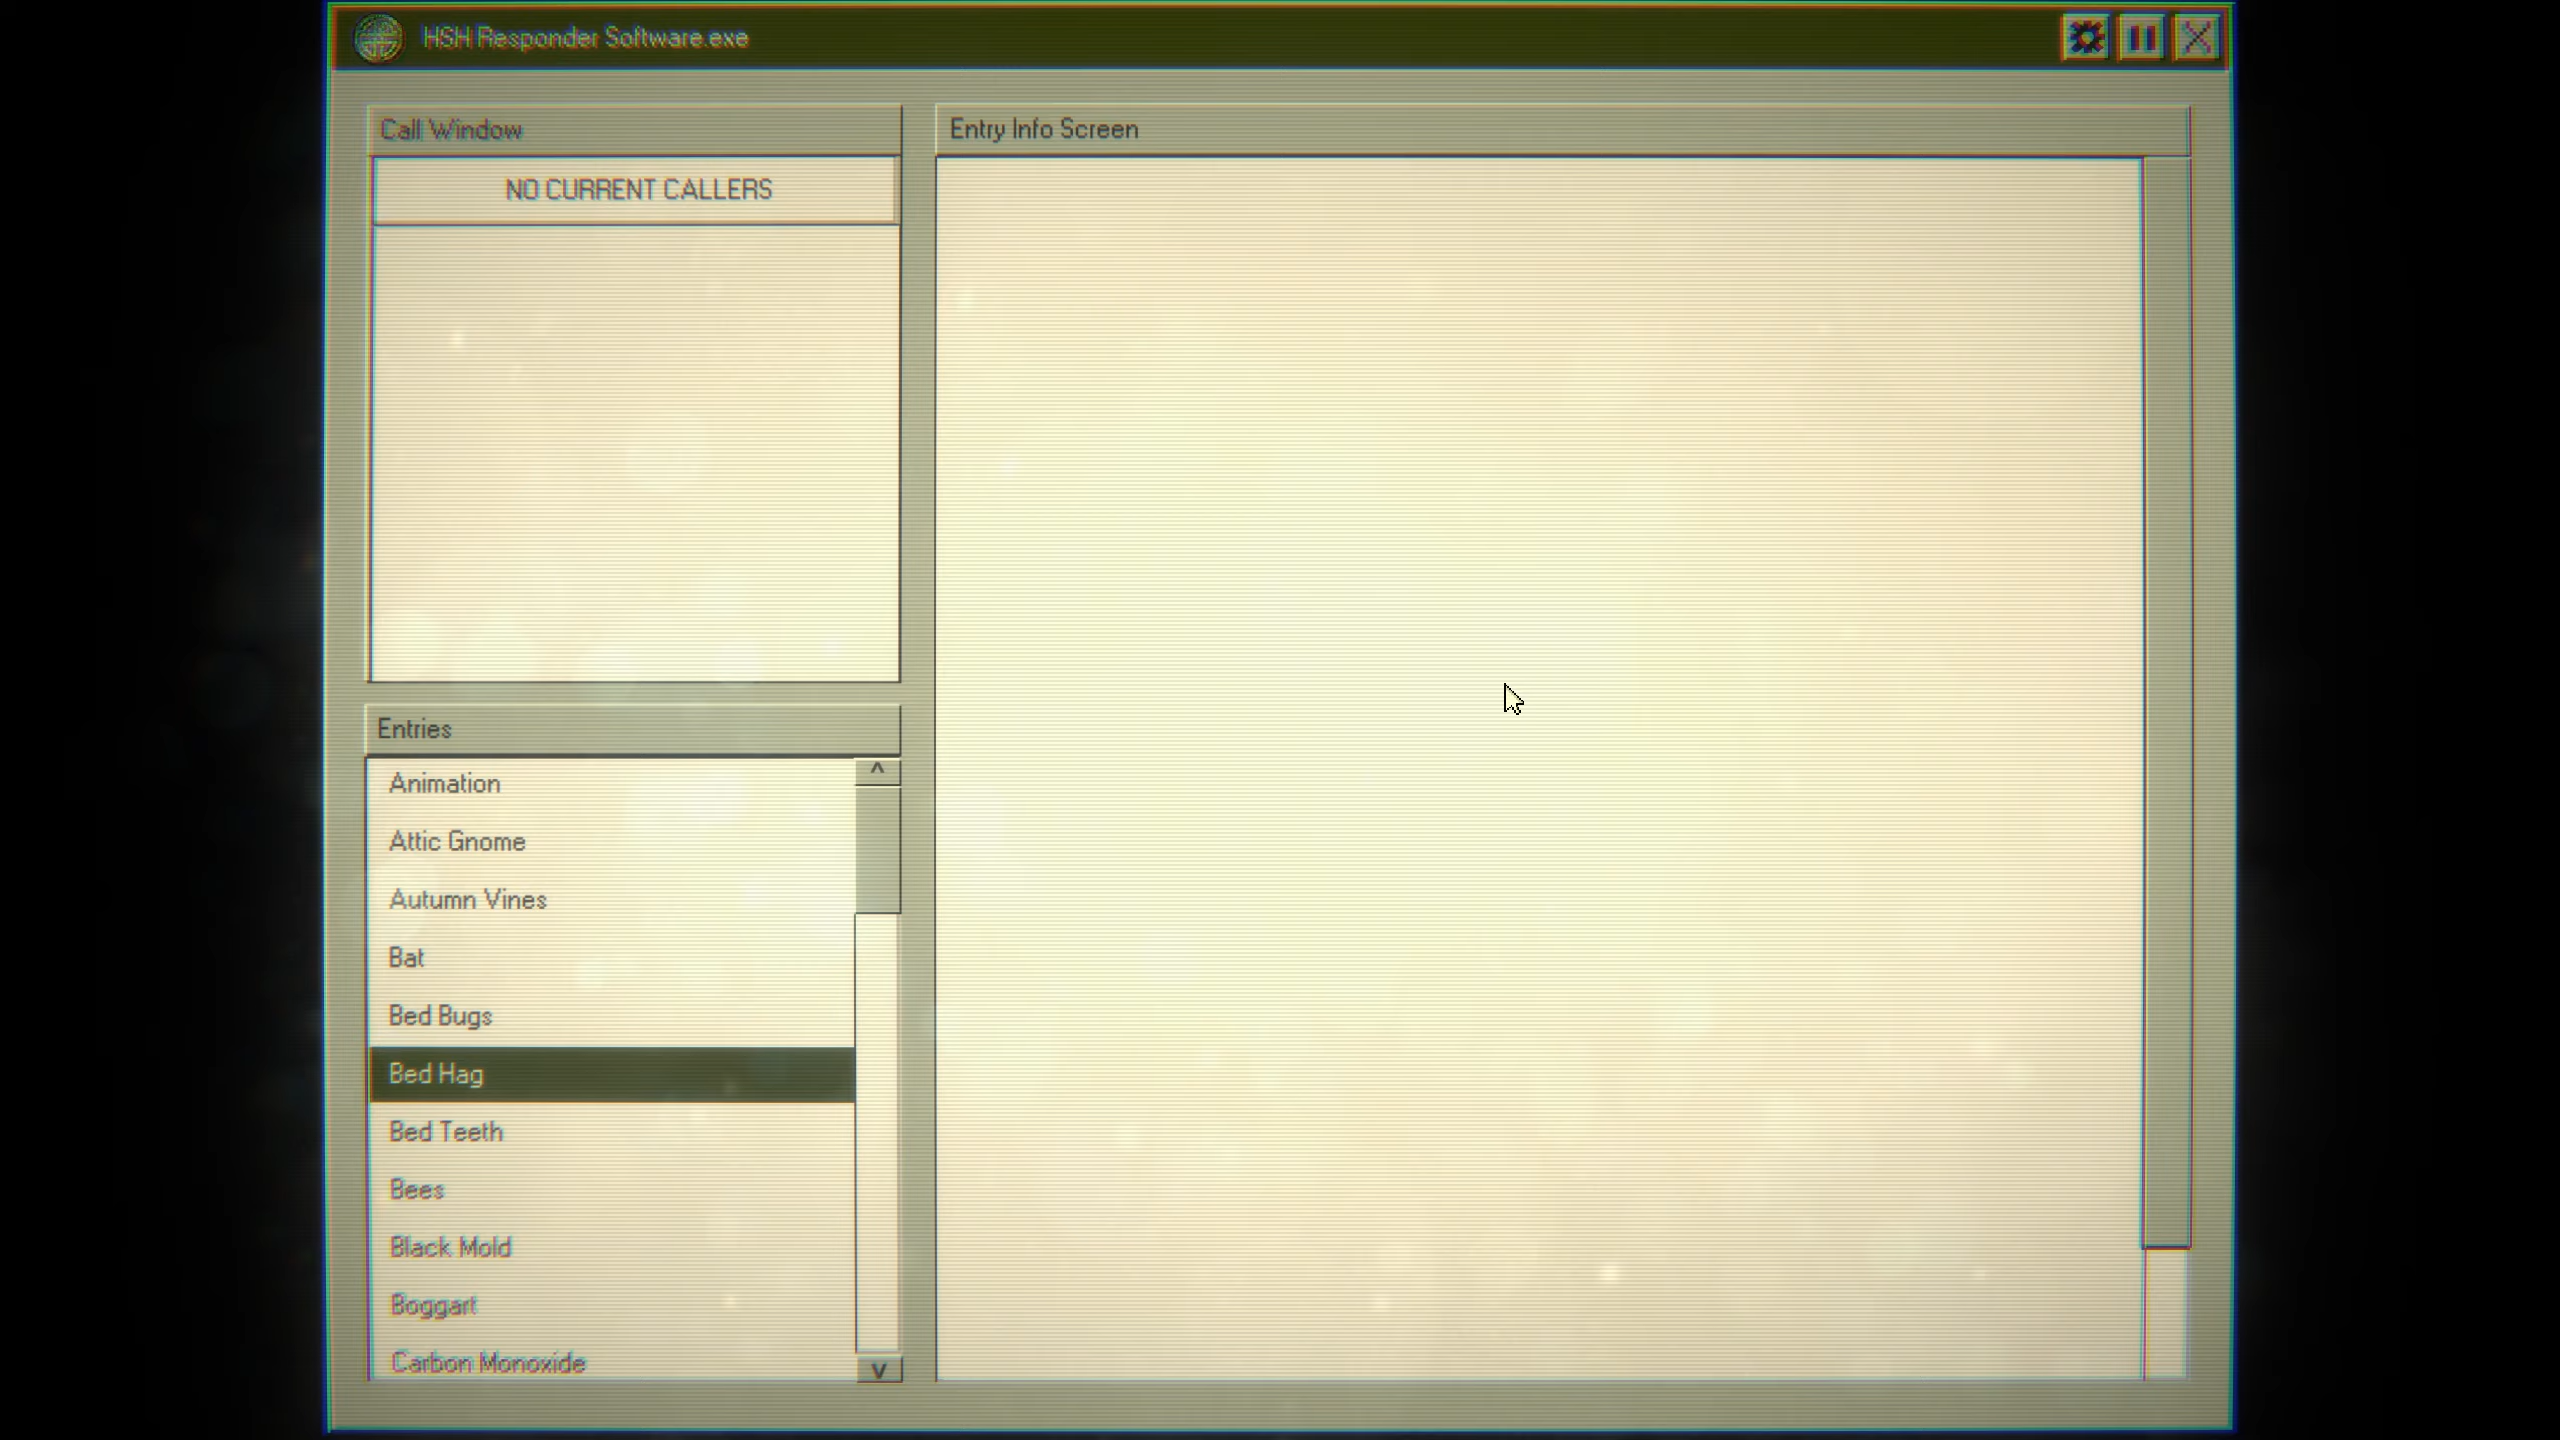 HSH Responder Software.exe
Call Window
NO CURRENT CALLERS
Entry Info Screen
Entries
Animation
Attic Gnome
Autumn Vines
Bat
Bed Bugs
Bed Hag
Bed Teeth
Bees
Black Mold
Boggart
Carbon Monoxide